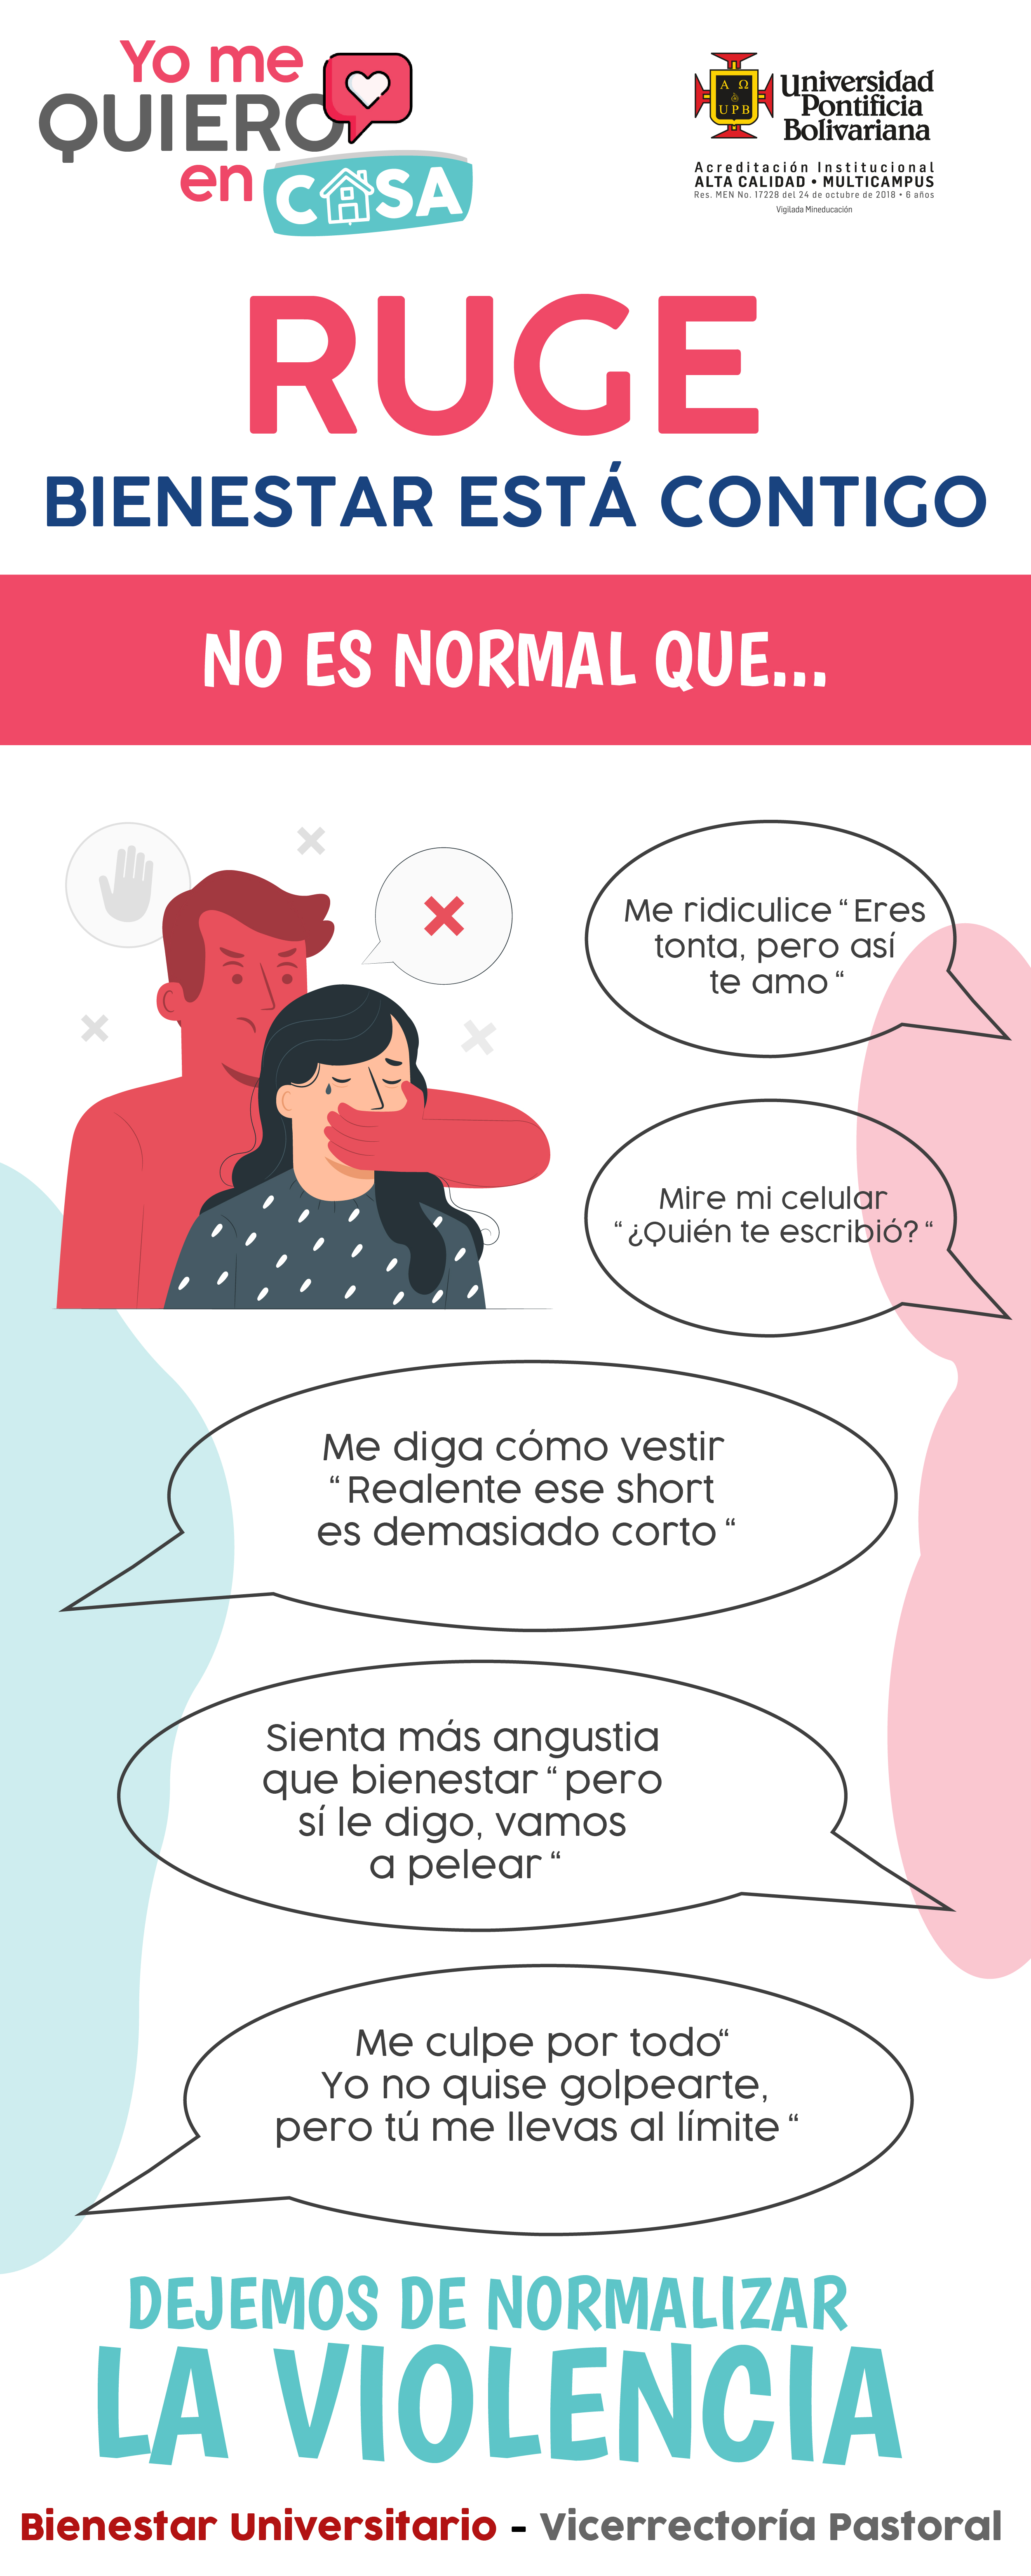 Yo me
QUIERO
en CASA
Α Ω
UPB
Universidad
Pontificia
Bolivariana
Acreditación Institucional
ALTA CALIDAD • MULTICAMPUS
Res. MEN No. 17228 del 24 de octubre de 2018 • 6 años
Vigilada Mineducación
RUGE
BIENESTAR ESTÁ CONTIGO
NO ES NORMAL QUE...
Me ridiculice “ Eres
tonta, pero así
te amo “
Mire mi celular
“ ¿Quién te escribió? “
Me diga cómo vestir
“ Realente ese short
es demasiado corto “
Sienta más angustia
que bienestar “ pero
sí le digo, vamos
a pelear “
Me culpe por todo“
Yo no quise golpearte,
pero tú me llevas al límite “
DEJEMOS DE NORMALIZAR
LA VIOLENCIA
Bienestar Universitario - Vicerrectoría Pastoral